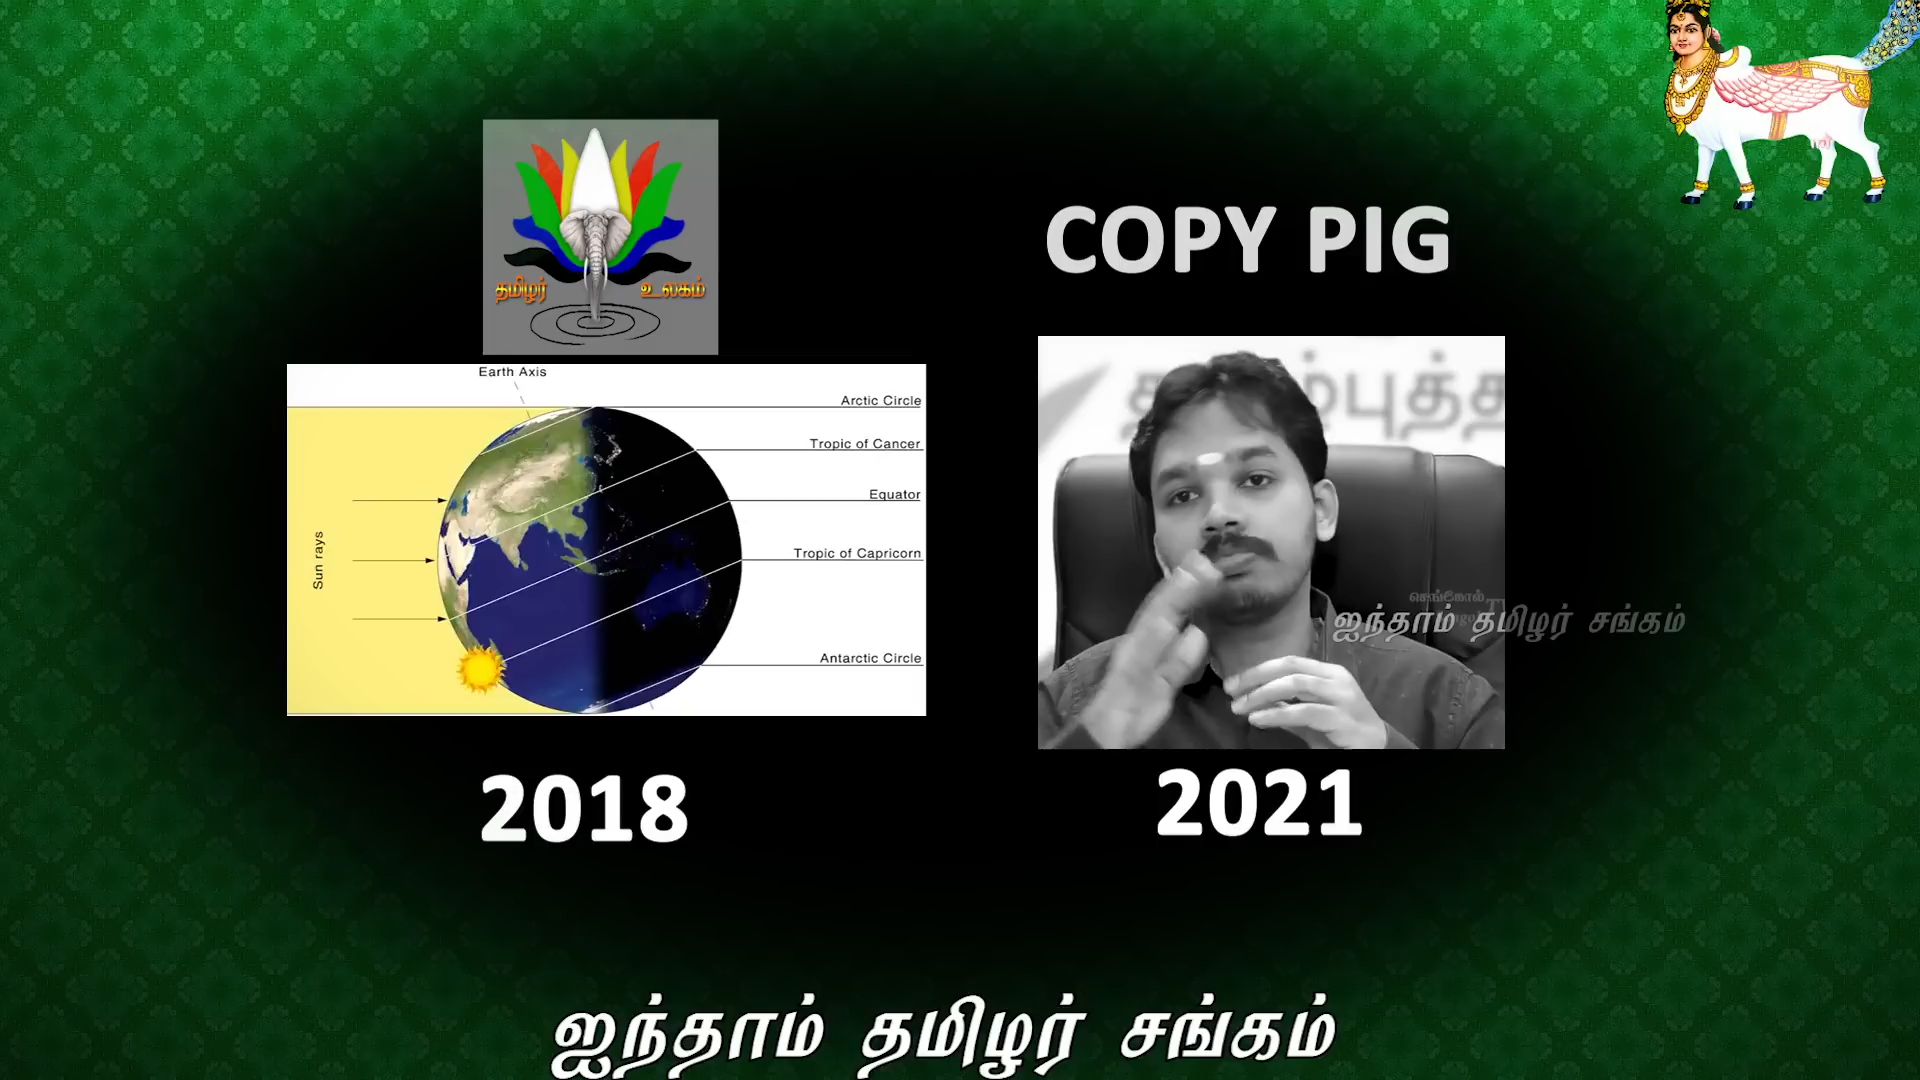 தமிழர் உலகம்
Earth Axis
Arctic Circle
Tropic of Cancer
Equator
Tropic of Capricorn
Antarctic Circle
Sun rays
2018
COPY PIG
செங்கோல்
ஐந்தாம் தமிழர் சங்கம்
2021
ஐந்தாம் தமிழர் சங்கம்